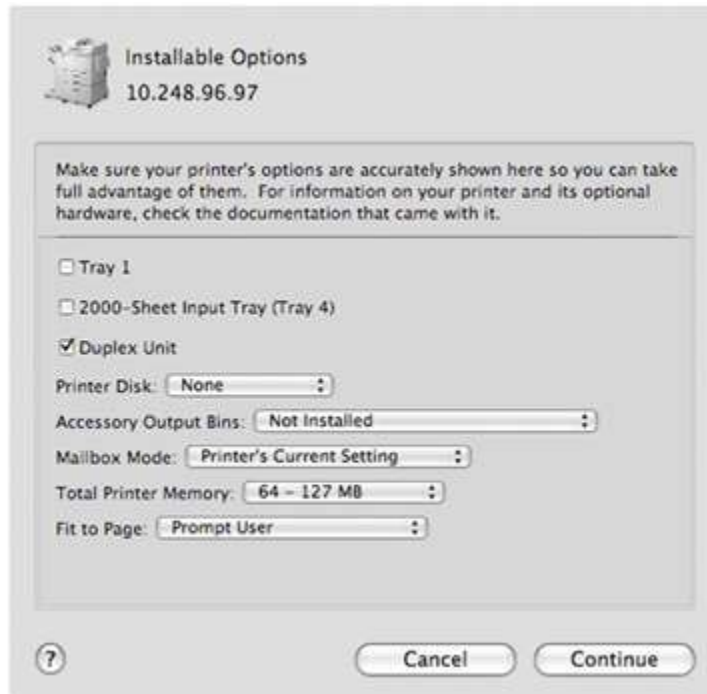 Installable Options
10.248.96.97
Make sure your printer's options are accurately shown here so you can take
full advantage of them. For information on your printer and its optional
hardware, check the documentation that came with it.
Tray 1
2000-Sheet Input Tray (Tray 4)
Duplex Unit
Printer Disk: None
Accessory Output Bins: Not Installed
Mailbox Mode: Printer's Current Setting
Total Printer Memory: 64 - 127 MB
Fit to Page: Prompt User
? Cancel Continue